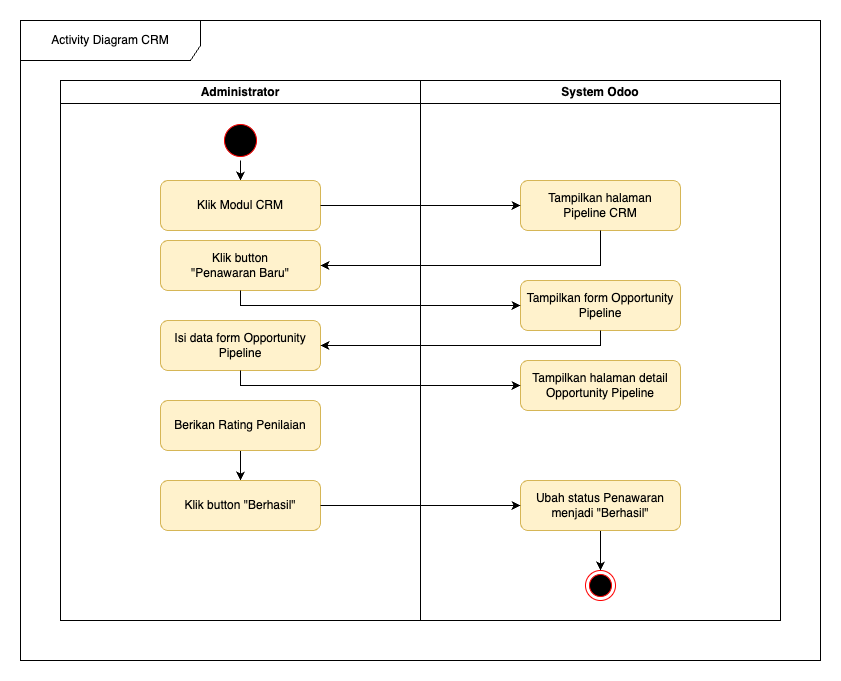 Activity Diagram CRM
Administrator
System Odoo
Klik Modul CRM
Tampilkan halaman
Pipeline CRM
Klik button
"Penawaran Baru"
Tampilkan form Opportunity
Pipeline
Isi data form Opportunity
Pipeline
Tampilkan halaman detail
Opportunity Pipeline
Berikan Rating Penilaian
Klik button "Berhasil"
Ubah status Penawaran
menjadi "Berhasil"